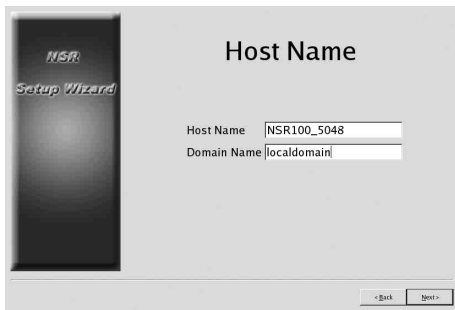 NSR
Setup Wizard
Host Name
Host Name NSR100_5048
Domain Name localdomain
< Back Next >